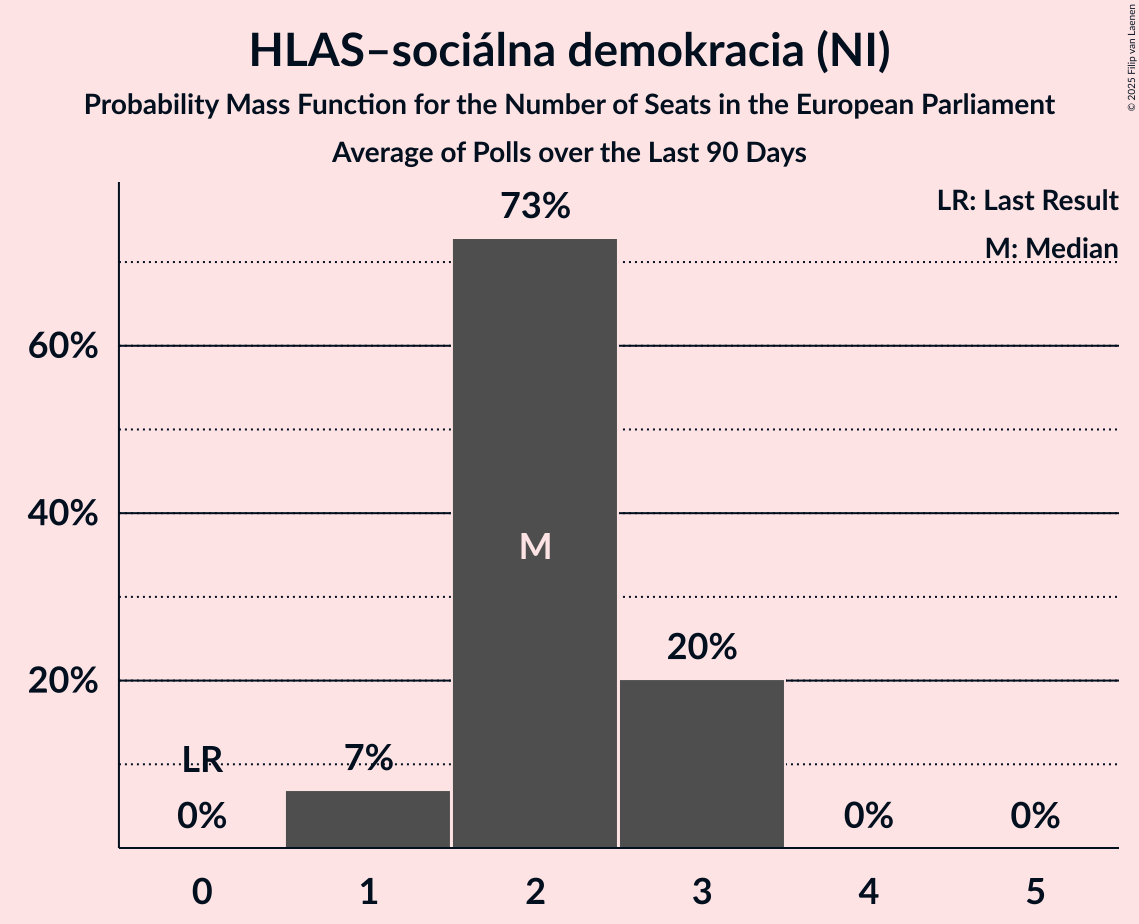 HLAS–sociálna demokracia (NI)
Probability Mass Function for the Number of Seats in the European Parliament
Average of Polls over the Last 90 Days
© 2025 Filip van Laenen
LR: Last Result
M: Median
73%
60%
40%
M
20%
20%
LR
7%
0%
0%
0%
0 1 2 3 4 5